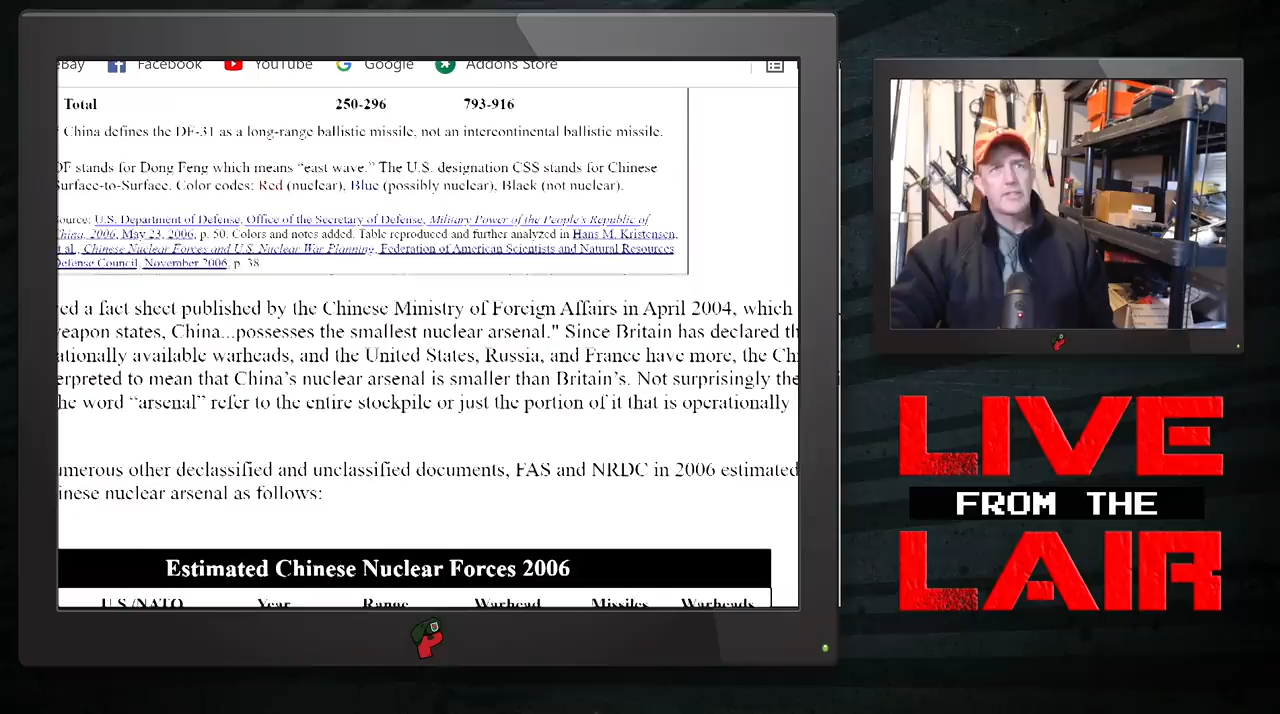 eBay Facebook YouTube Google Addons Store
Total 250-296 793-916
China defines the DF-31 as a long-range ballistic missile, not an intercontinental ballistic missile.
DF stands for Dong Feng which means “east wave.” The U.S. designation CSS stands for Chinese
Surface-to-Surface. Color codes: Red (nuclear), Blue (possibly nuclear), Black (not nuclear).
ource: U.S. Department of Defense, Office of the Secretary of Defense, Military Power of the People's Republic of
China, 2006, May 23, 2006, p. 50. Colors and notes added. Table reproduced and further analyzed in Hans M. Kristensen,
et al., Chinese Nuclear Forces and U.S. Nuclear War Planning, Federation of American Scientists and Natural Resources
Defense Council, November 2006, p. 38.
red a fact sheet published by the Chinese Ministry of Foreign Affairs in April 2004, which
weapon states, China...possesses the smallest nuclear arsenal." Since Britain has declared th
ationally available warheads, and the United States, Russia, and France have more, the Chi
erpreted to mean that China’s nuclear arsenal is smaller than Britain’s. Not surprisingly the
he word “arsenal” refer to the entire stockpile or just the portion of it that is operationally
umerous other declassified and unclassified documents, FAS and NRDC in 2006 estimated
hinese nuclear arsenal as follows:
Estimated Chinese Nuclear Forces 2006
U.S./NATO Year Range Warhead Missiles Warheads
LIVE
FROM THE
LAIR